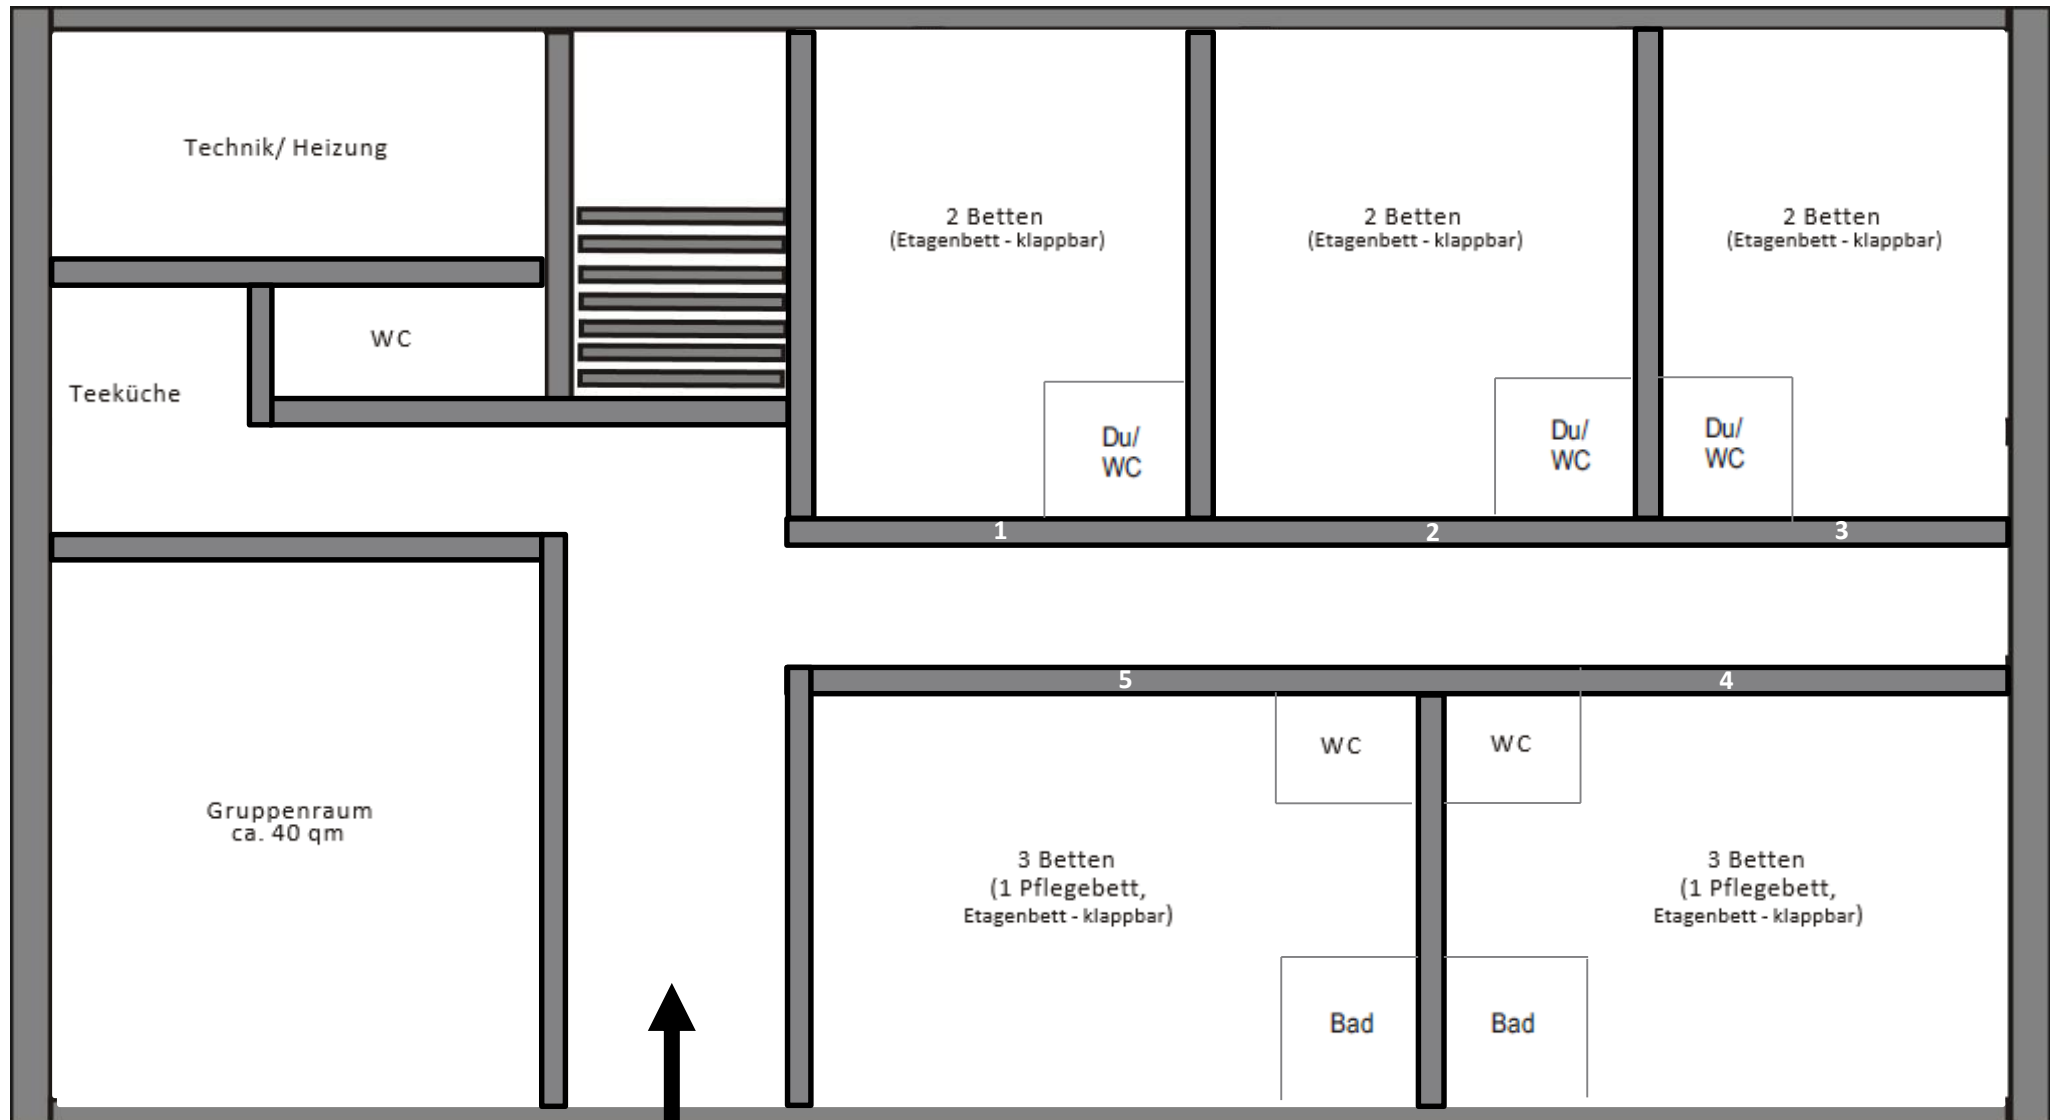 Technik/ Heizung
WC
Teeküche
2 Betten
(Etagenbett - klappbar)
Du/
WC
1
2 Betten
(Etagenbett - klappbar)
Du/
WC
2
2 Betten
(Etagenbett - klappbar)
Du/
WC
3
Gruppenraum
ca. 40 qm
5
WC
3 Betten
(1 Pflegebett,
Etagenbett - klappbar)
Bad
4
WC
3 Betten
(1 Pflegebett,
Etagenbett - klappbar)
Bad